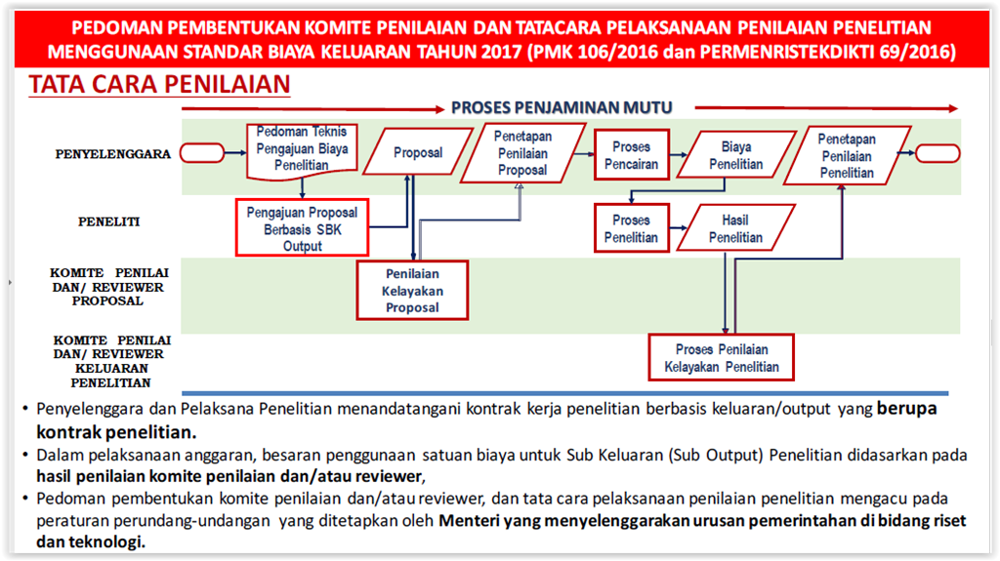 PEDOMAN PEMBENTUKAN KOMITE PENILAIAN DAN TATACARA PELAKSANAAN PENILAIAN PENELITIAN
MENGGUNAAN STANDAR BIAYA KELUARAN TAHUN 2017 (PMK 106/2016 dan PERMENRISTEKDIKTI 69/2016)
TATA CARA PENILAIAN
PROSES PENJAMINAN MUTU
PENYELENGGARA
Pedoman Teknis
Pengajuan Biaya
Penelitian
Proposal
Penetapan
Penilaian
Proposal
Proses
Pencairan
Biaya
Penelitian
Penetapan
Penilaian
Penelitian
PENELITI
Pengajuan Proposal
Berbasis SBK
Output
Proses
Penelitian
Hasil
Penelitian
KOMITE PENILAI
DAN/ REVIEWER
PROPOSAL
Penilaian
Kelayakan
Proposal
KOMITE PENILAI
DAN/ REVIEWER
KELUARAN
PENELITIAN
Proses Penilaian
Kelayakan Penelitian
• Penyelenggara dan Pelaksana Penelitian menandatangani kontrak kerja penelitian berbasis keluaran/output yang berupa
kontrak penelitian.
• Dalam pelaksanaan anggaran, besaran penggunaan satuan biaya untuk Sub Keluaran (Sub Output) Penelitian didasarkan pada
hasil penilaian komite penilaian dan/atau reviewer,
• Pedoman pembentukan komite penilaian dan/atau reviewer, dan tata cara pelaksanaan penilaian penelitian mengacu pada
peraturan perundang-undangan yang ditetapkan oleh Menteri yang menyelenggarakan urusan pemerintahan di bidang riset
dan teknologi.